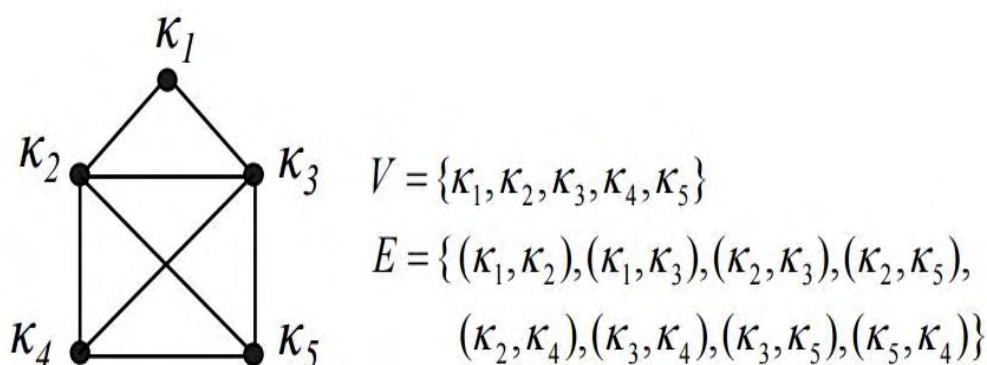 κ₁
κ₂
κ₃
V = {κ₁, κ₂, κ₃, κ₄, κ₅}
E = {(κ₁, κ₂), (κ₁, κ₃), (κ₂, κ₃), (κ₂, κ₅),
(κ₂, κ₄), (κ₃, κ₄), (κ₃, κ₅), (κ₅, κ₄)}
κ₄
κ₅